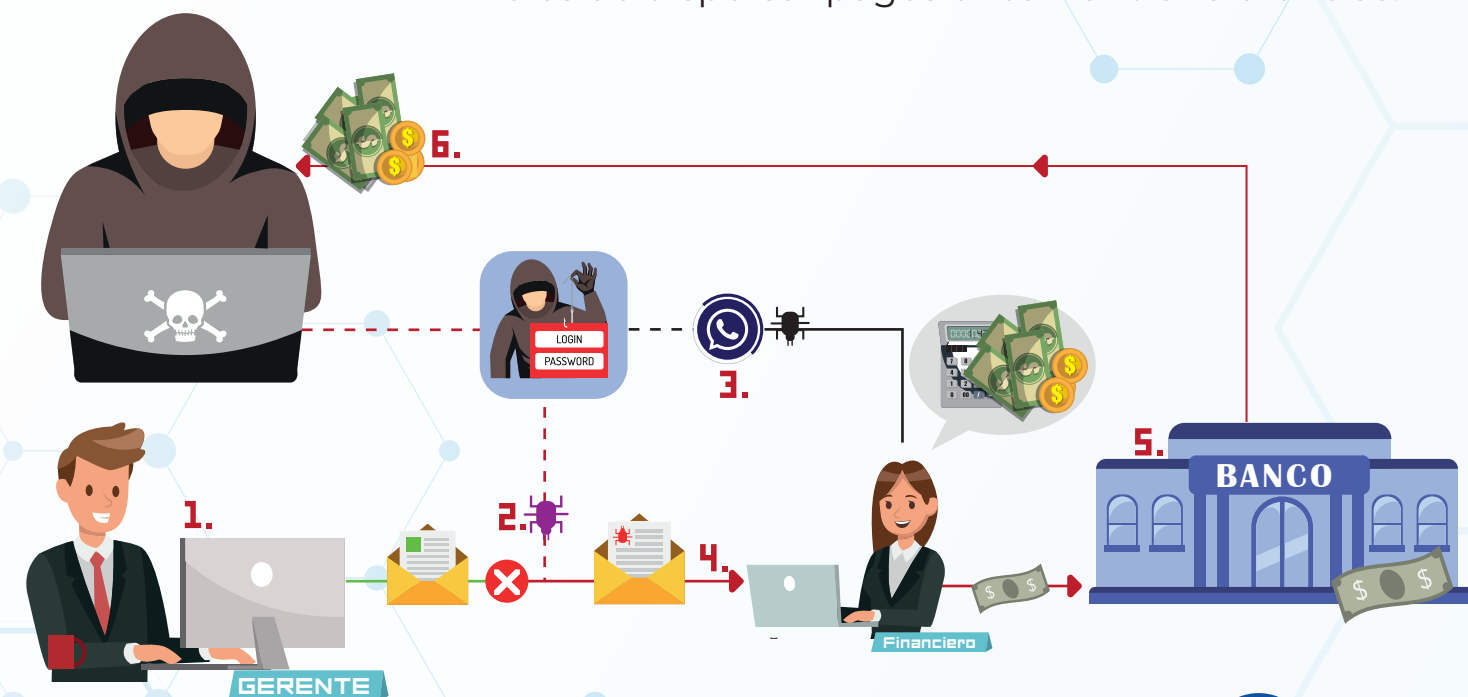 6.
LOGIN
PASSWORD
3.
5.
BANCO
1.
2.
4.
Financiero
GERENTE